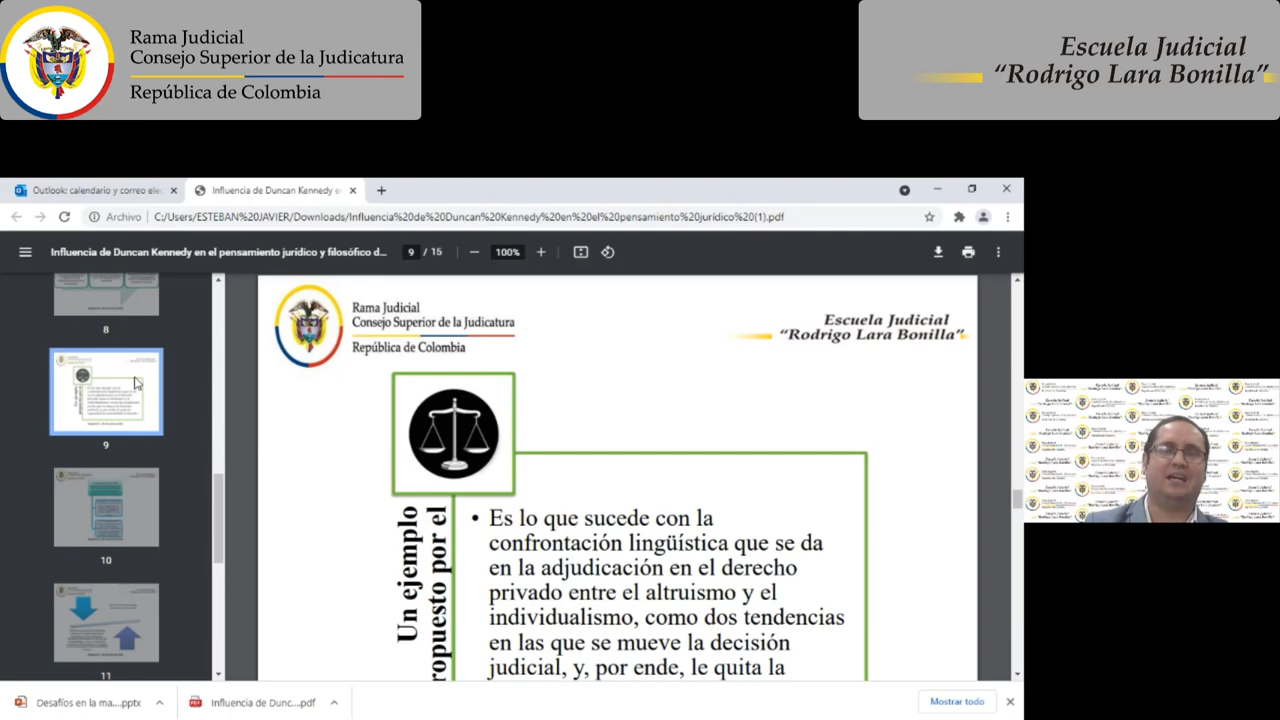 Rama Judicial
Consejo Superior de la Judicatura
República de Colombia
Escuela Judicial
“Rodrigo Lara Bonilla”
Outlook: calendario y correo ele
Influencia de Duncan Kennedy e
Archivo
C:/Users/ESTEBAN%20JAVIER/Downloads/Influencia%20de%20Duncan%20Kennedy%20en%20el%20pensamiento%20jurídico%20(1).pdf
Influencia de Duncan Kennedy en el pensamiento jurídico y filosófico d...
9 / 15
100%
8
9
10
11
Rama Judicial
Consejo Superior de la Judicatura
República de Colombia
Escuela Judicial
“Rodrigo Lara Bonilla”
Un ejemplo
ropuesto por el
• Es lo que sucede con la
confrontación lingüística que se da
en la adjudicación en el derecho
privado entre el altruismo y el
individualismo, como dos tendencias
en las que se mueve la decisión
judicial, y, por ende, le quita la
Desafíos en la ma....pptx
Influencia de Dunc....pdf
Mostrar todo